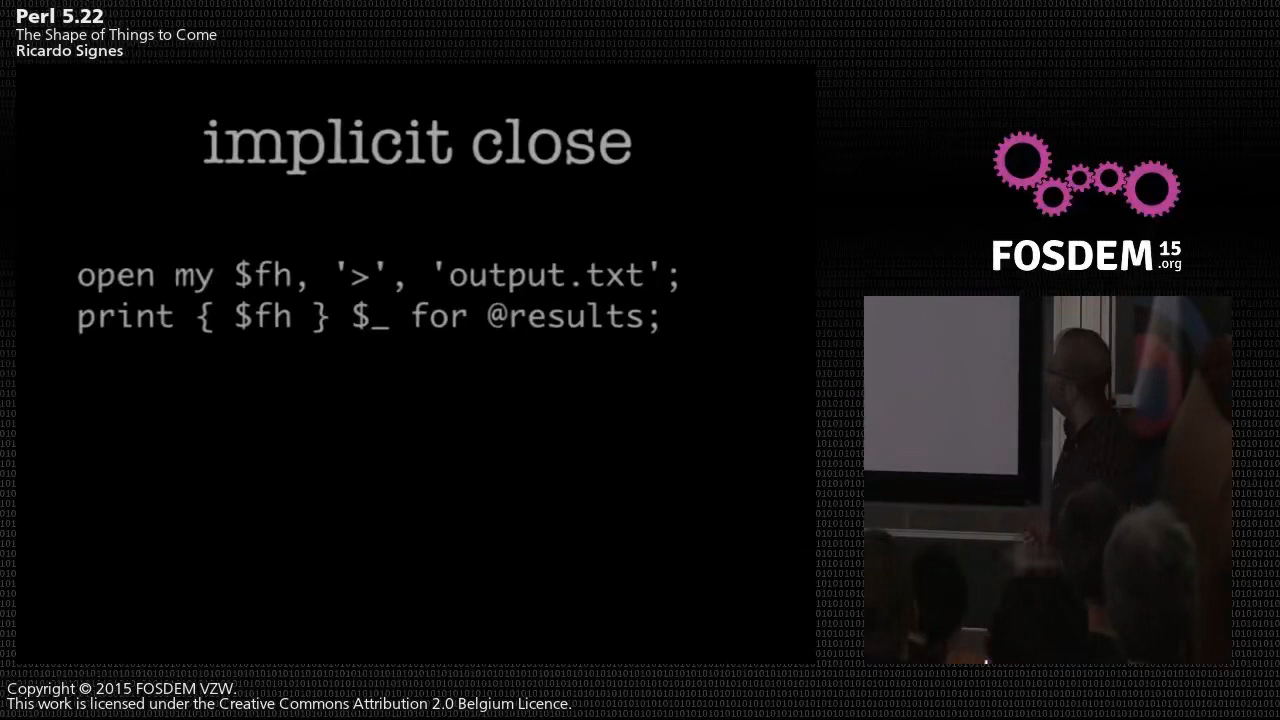 Perl 5.22
The Shape of Things to Come
Ricardo Signes
implicit close
open my $fh, '>', 'output.txt';
print { $fh } $_ for @results;
FOSDEM 15
.org
Copyright © 2015 FOSDEM VZW.
This work is licensed under the Creative Commons Attribution 2.0 Belgium Licence.